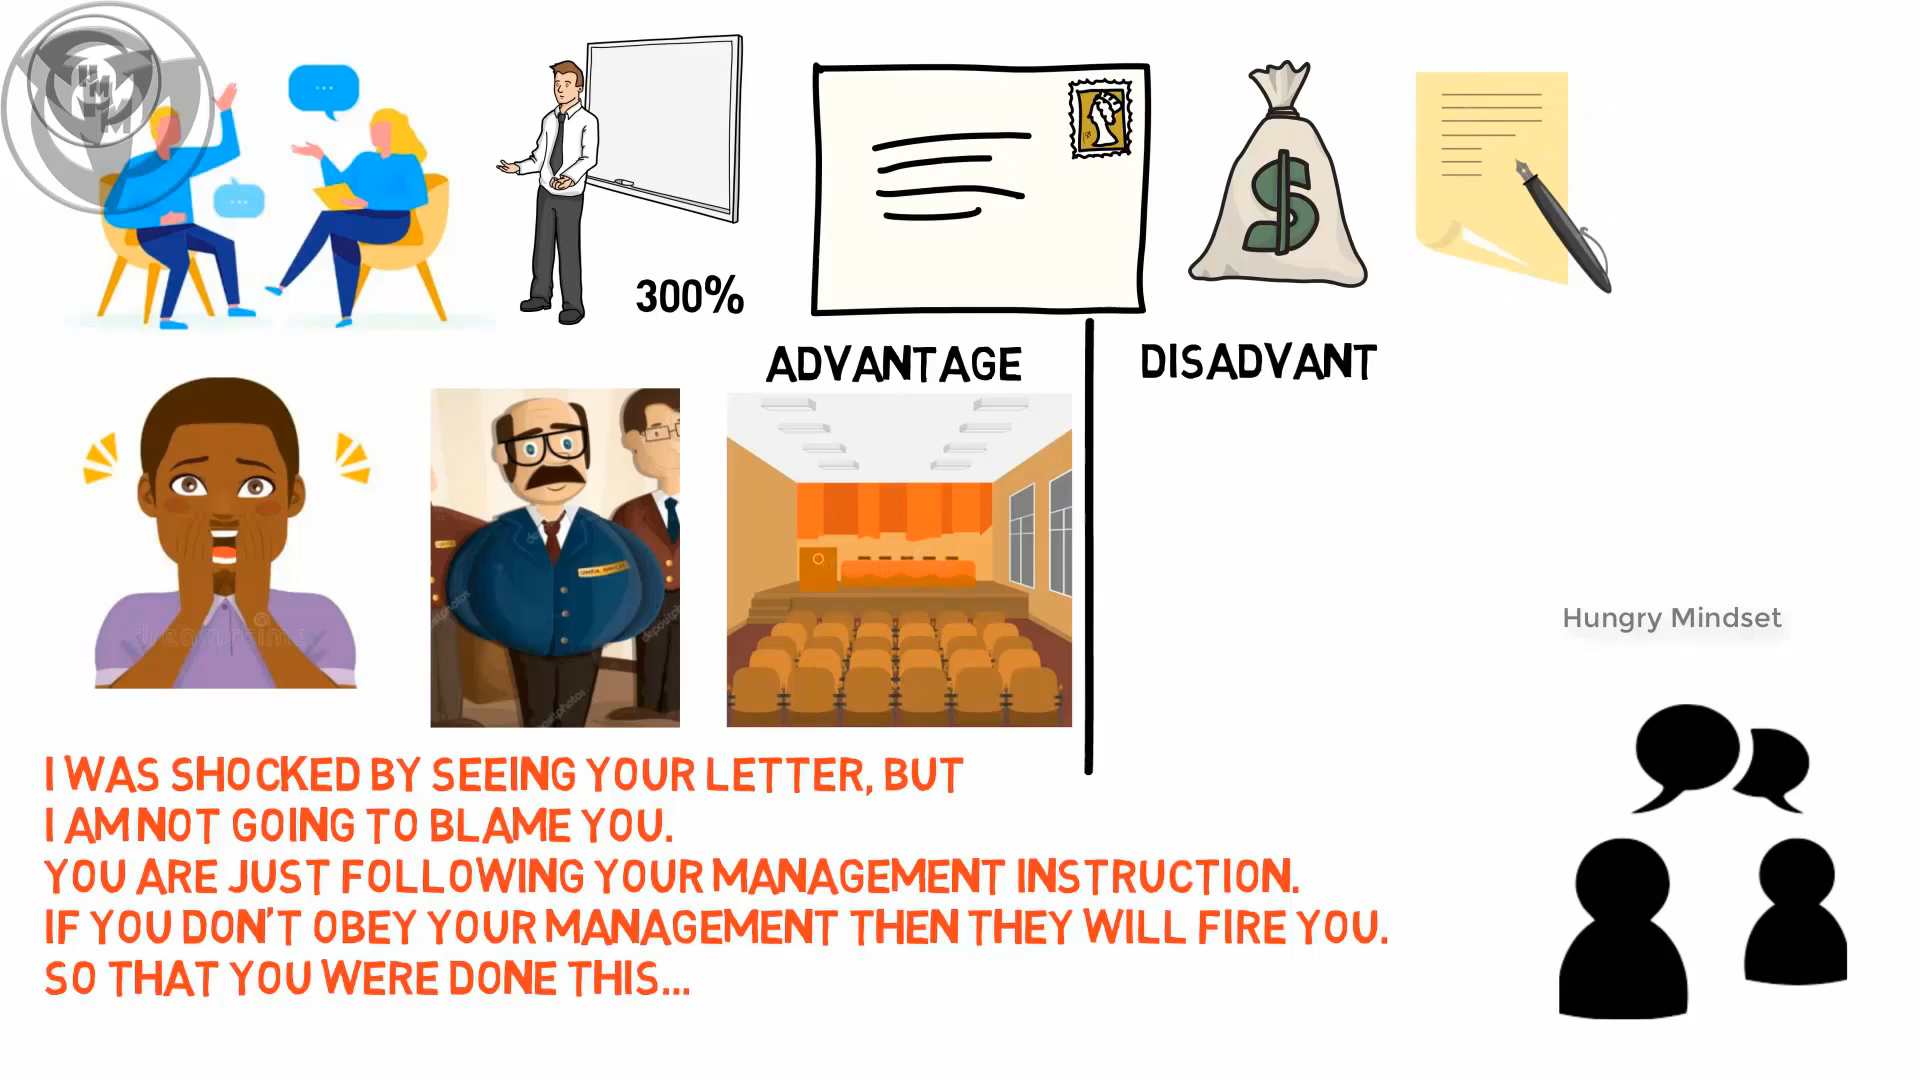 300%
ADVANTAGE
DISADVANT
Hungry Mindset
I WAS SHOCKED BY SEEING YOUR LETTER, BUT
I AM NOT GOING TO BLAME YOU.
YOU ARE JUST FOLLOWING YOUR MANAGEMENT INSTRUCTION.
IF YOU DON'T OBEY YOUR MANAGEMENT THEN THEY WILL FIRE YOU.
SO THAT YOU WERE DONE THIS...